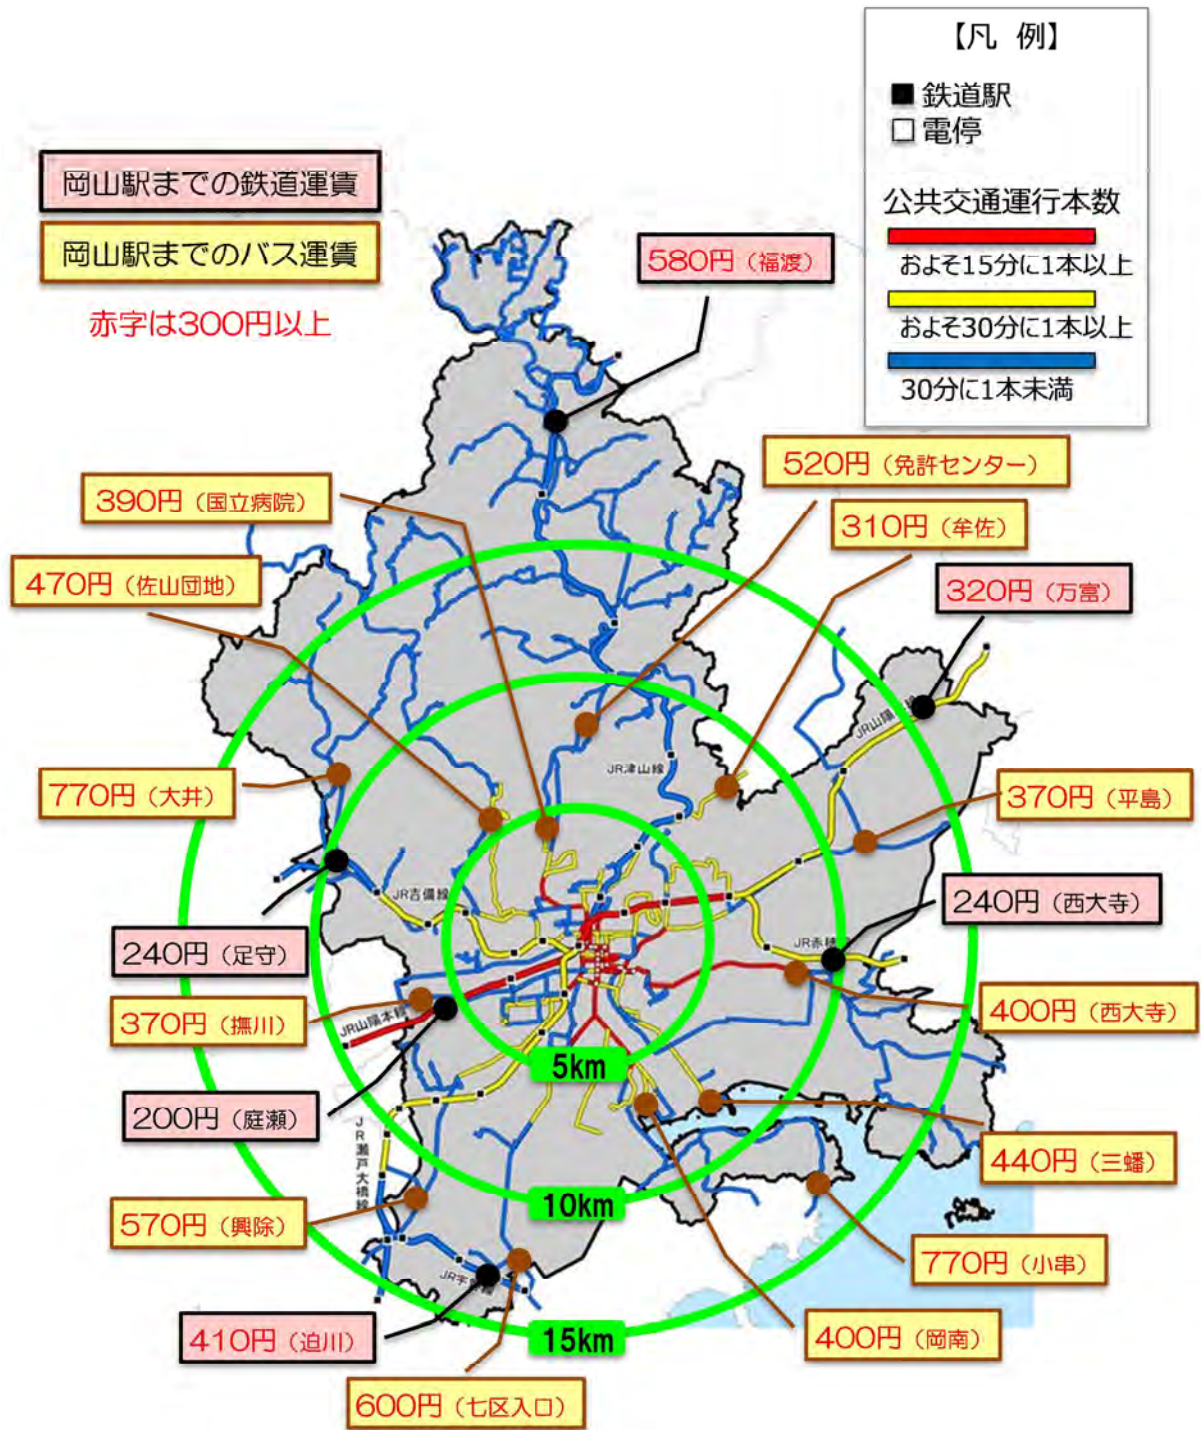 【凡 例】
■ 鉄道駅
□ 電停
公共交通運行本数
およそ15分に1本以上
およそ30分に1本以上
30分に1本未満
岡山駅までの鉄道運賃
岡山駅までのバス運賃
赤字は300円以上
580円（福渡）
520円（免許センター）
390円（国立病院）
310円（牟佐）
470円（佐山団地）
320円（万富）
JR山陽
JR津山線
770円（大井）
370円（平島）
JR吉備線
240円（西大寺）
JR赤穂
240円（足守）
400円（西大寺）
370円（撫川）
JR山陽本線
5km
200円（庭瀬）
JR瀬戸大橋線
440円（三蟠）
10km
570円（興除）
770円（小串）
JR宇野線
410円（迫川）
15km
400円（岡南）
600円（七区入口）